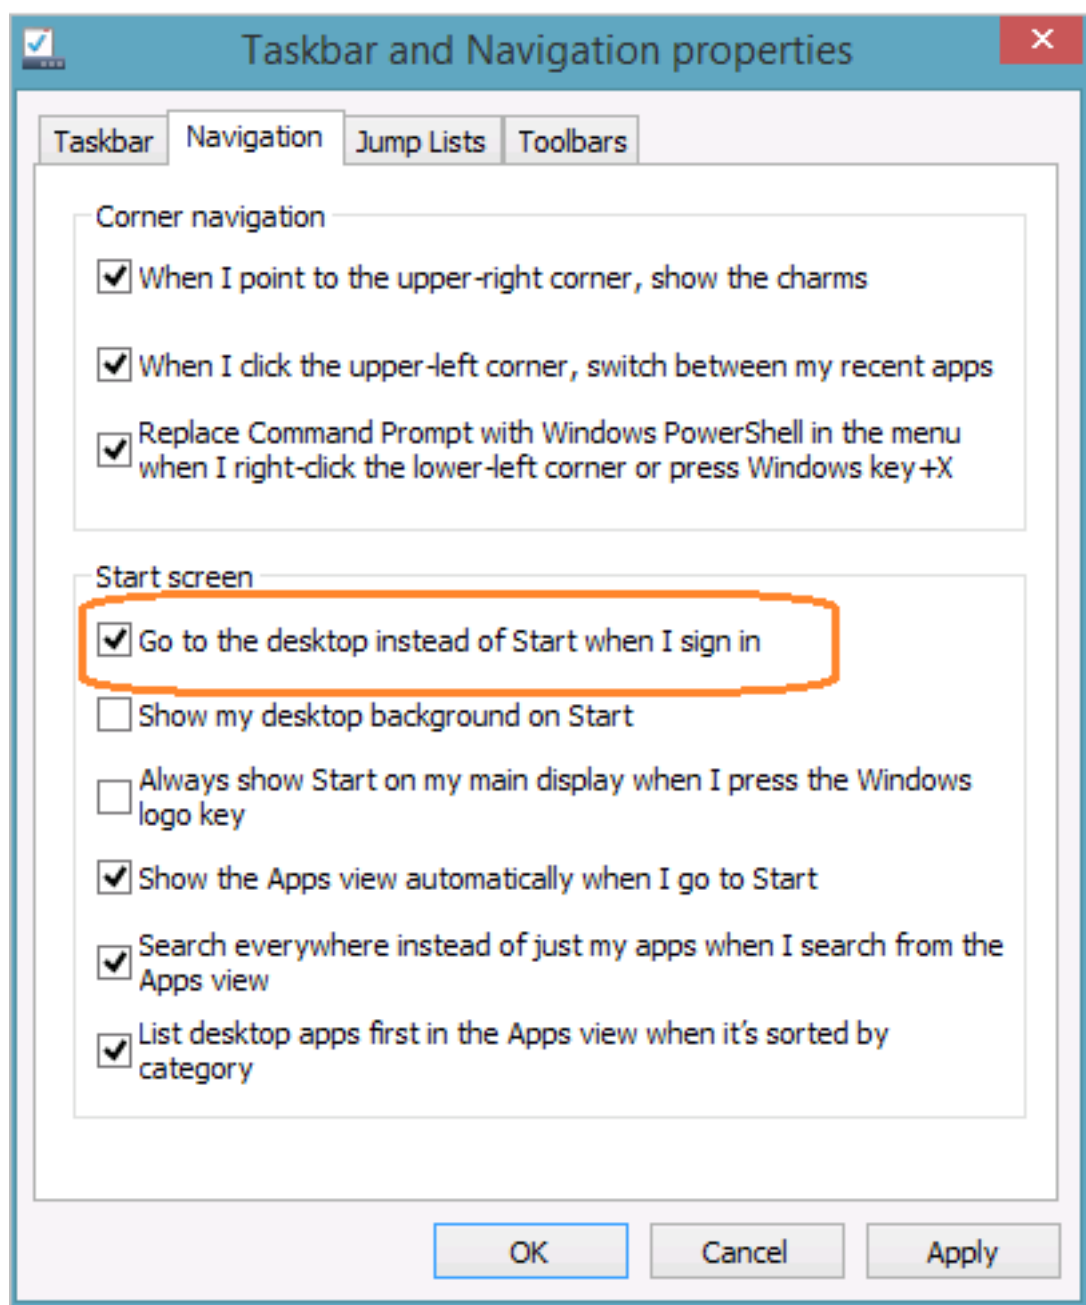 Taskbar and Navigation properties
Taskbar
Navigation
Jump Lists
Toolbars
Corner navigation
When I point to the upper-right corner, show the charms
When I click the upper-left corner, switch between my recent apps
Replace Command Prompt with Windows PowerShell in the menu
when I right-click the lower-left corner or press Windows key+X
Start screen
Go to the desktop instead of Start when I sign in
Show my desktop background on Start
Always show Start on my main display when I press the Windows
logo key
Show the Apps view automatically when I go to Start
Search everywhere instead of just my apps when I search from the
Apps view
List desktop apps first in the Apps view when it's sorted by
category
OK
Cancel
Apply